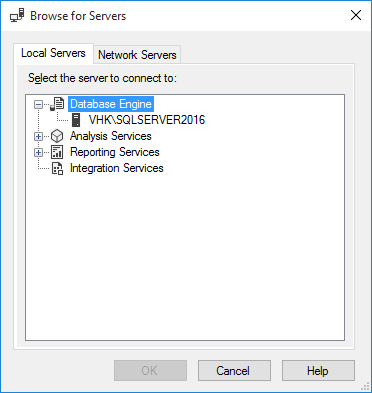 Browse for Servers
Local Servers
Network Servers
Select the server to connect to:
Database Engine
VHK\SQLSERVER2016
Analysis Services
Reporting Services
Integration Services
OK
Cancel
Help